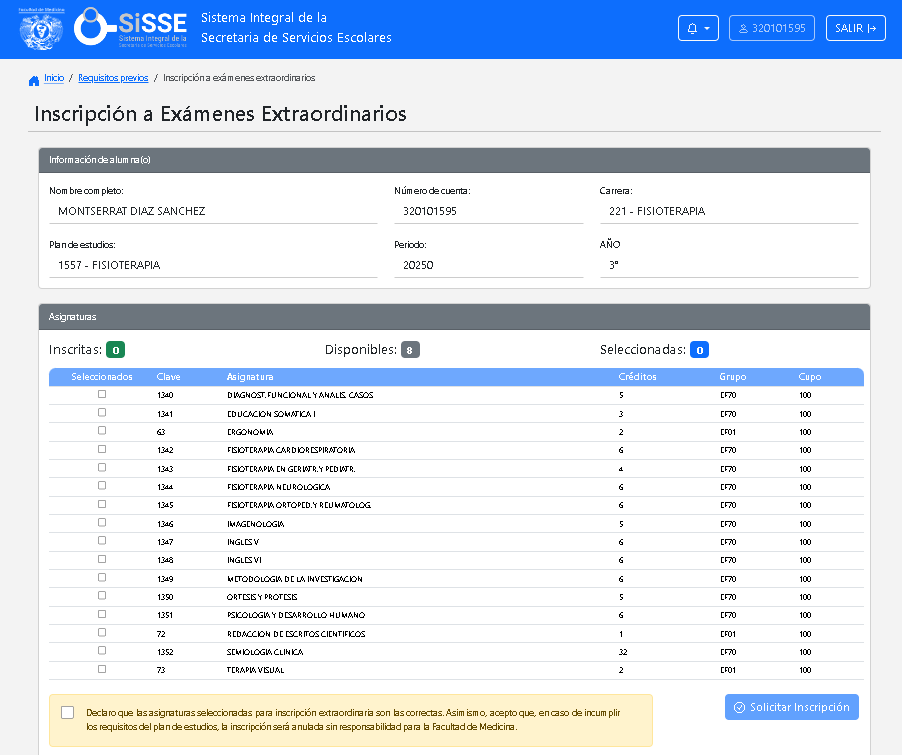 Facultad de Medicina
SiSSE
Sistema Integral de la
Secretaría de Servicios Escolares
Sistema Integral de la
Secretaria de Servicios Escolares
320101595
SALIR
Inicio / Requisitos previos / Inscripción a exámenes extraordinarios
Inscripción a Exámenes Extraordinarios
Información de alumna(o)
Nombre completo: Número de cuenta: Carrera:
MONTSERRAT DIAZ SANCHEZ 320101595 221 - FISIOTERAPIA
Plan de estudios: Periodo: AÑO
1557 - FISIOTERAPIA 20250 3°
Asignaturas
Inscritas: 0 Disponibles: 8 Seleccionadas: 0
Seleccionados Clave Asignatura Créditos Grupo Cupo
1340 DIAGNOST.FUNCIONAL Y ANALIS. CASOS 5 EF70 100
1341 EDUCACION SOMATICA I 3 EF70 100
63 ERGONOMIA 2 EF01 100
1342 FISIOTERAPIA CARDIORESPIRATORIA 6 EF70 100
1343 FISIOTERAPIA EN GERIATR.Y PEDIATR. 4 EF70 100
1344 FISIOTERAPIA NEUROLOGICA 6 EF70 100
1345 FISIOTERAPIA ORTOPED.Y REUMATOLOG. 6 EF70 100
1346 IMAGENOLOGIA 5 EF70 100
1347 INGLES V 6 EF70 100
1348 INGLES VI 6 EF70 100
1349 METODOLOGIA DE LA INVESTIGACION 6 EF70 100
1350 ORTESIS Y PROTESIS 5 EF70 100
1351 PSICOLOGIA Y DESARROLLO HUMANO 6 EF70 100
72 REDACCION DE ESCRITOS CIENTIFICOS 1 EF01 100
1352 SEMIOLOGIA CLINICA 32 EF70 100
73 TERAPIA VISUAL 2 EF01 100
Declaro que las asignaturas seleccionadas para inscripción extraordinaria son las correctas. Asimismo, acepto que, en caso de incumplir
los requisitos del plan de estudios, la inscripción será anulada sin responsabilidad para la Facultad de Medicina.
Solicitar Inscripción